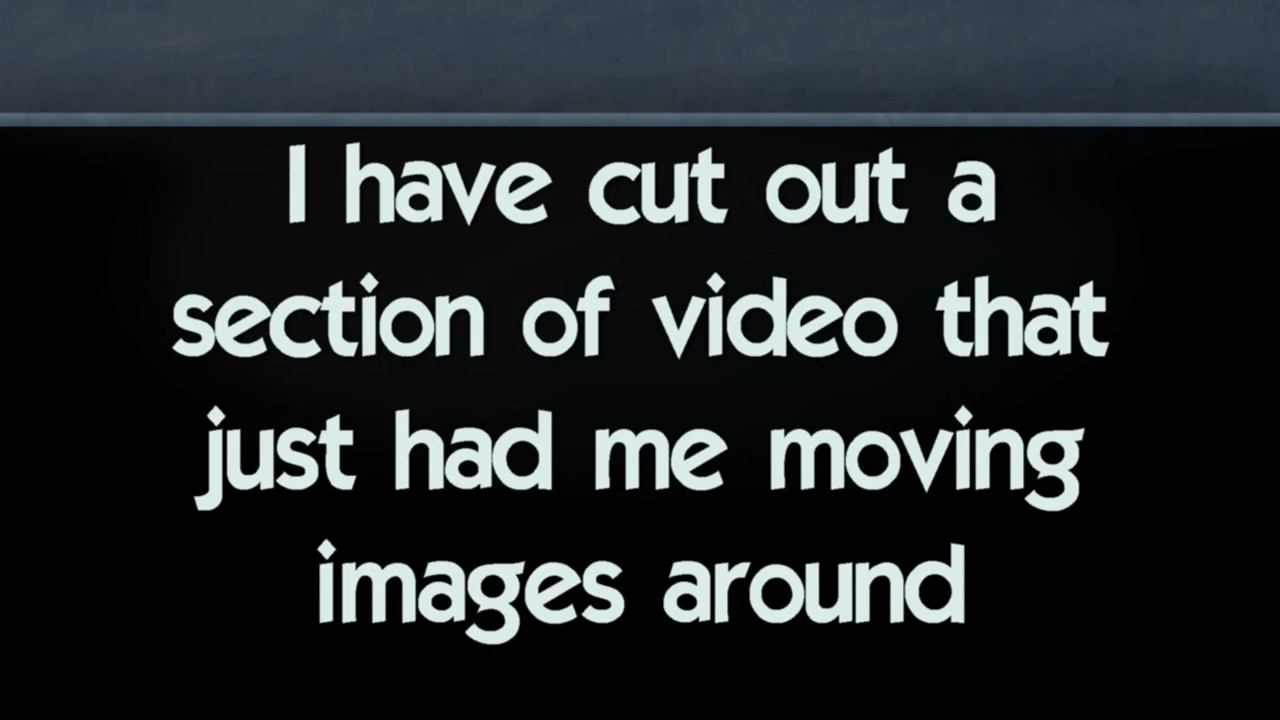 I have cut out a
section of video that
just had me moving
images around